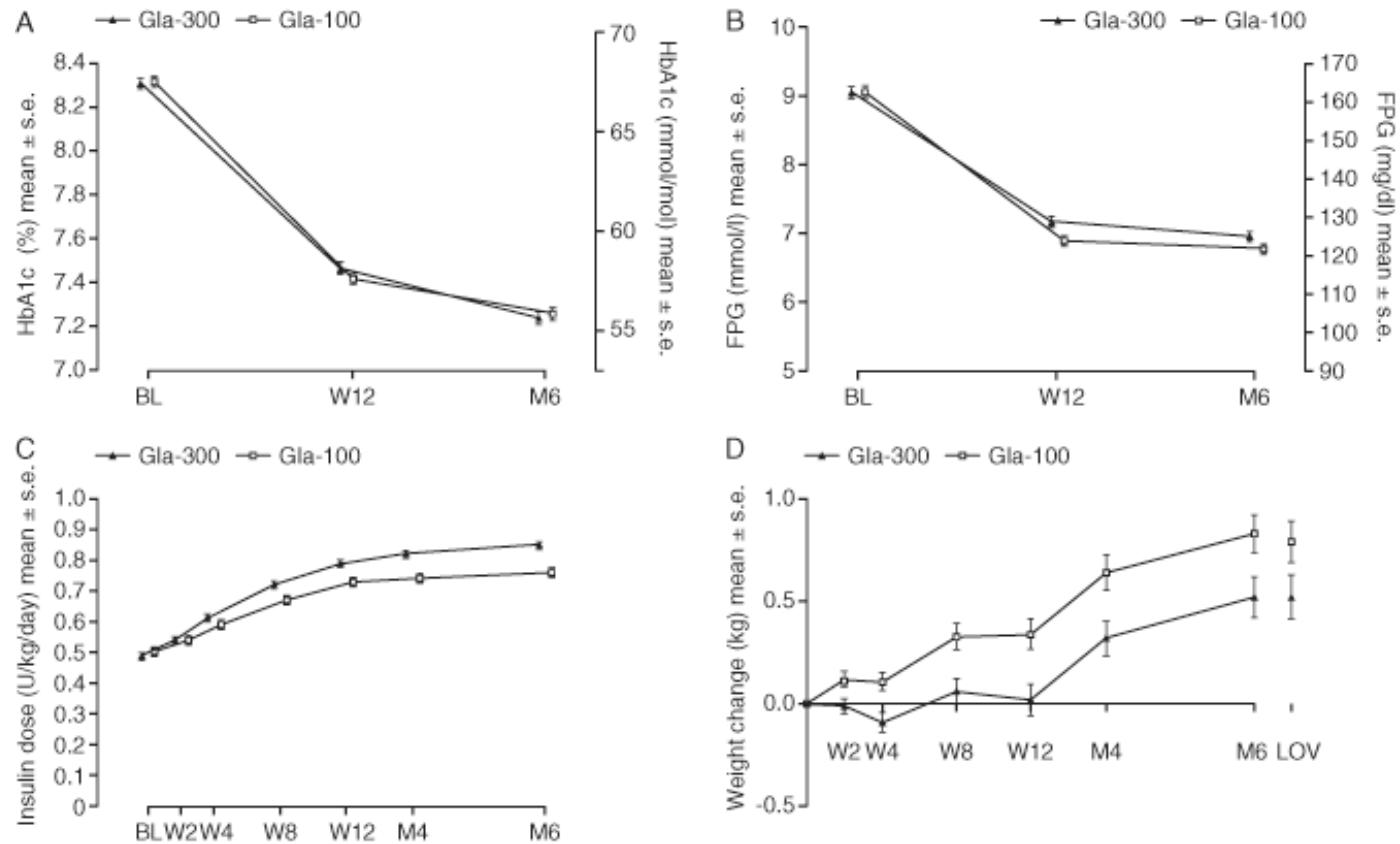 A
Gla-300 Gla-100
HbA1c (%) mean ± s.e.
8.4
8.2
8.0
7.8
7.6
7.4
7.2
7.0
BL W12 M6
70
65
60
55
HbA1c (mmol/mol) mean ± s.e.
B
Gla-300 Gla-100
FPG (mmol/l) mean ± s.e.
10
9
8
7
6
5
BL W12 M6
170
160
150
140
130
120
110
100
90
FPG (mg/dl) mean ± s.e.
C
Gla-300 Gla-100
Insulin dose (U/kg/day) mean ± s.e.
1.0
0.9
0.8
0.7
0.6
0.5
0.4
0.3
0.2
0.1
0
BL W2 W4 W8 W12 M4 M6
D
Gla-300 Gla-100
Weight change (kg) mean ± s.e.
1.0
0.5
0.0
-0.5
W2 W4 W8 W12 M4 M6 LOV